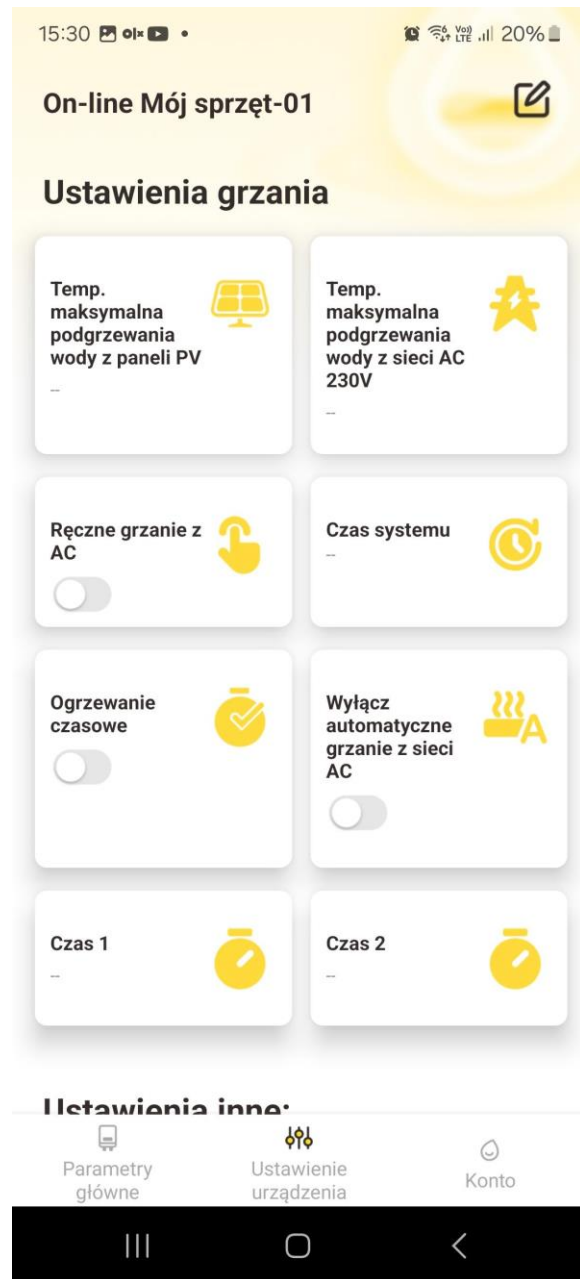 15:30
20%
On-line Mój sprzęt-01
Ustawienia grzania
Temp.
maksymalna
podgrzewania
wody z paneli PV
--
Temp.
maksymalna
podgrzewania
wody z sieci AC
230V
--
Ręczne grzanie z
AC
Czas systemu
--
Ogrzewanie
czasowe
Wyłącz
automatyczne
grzanie z sieci
AC
A
Czas 1
--
Czas 2
--
Ustawienia inne:
Parametry
główne
Ustawienie
urządzenia
Konto